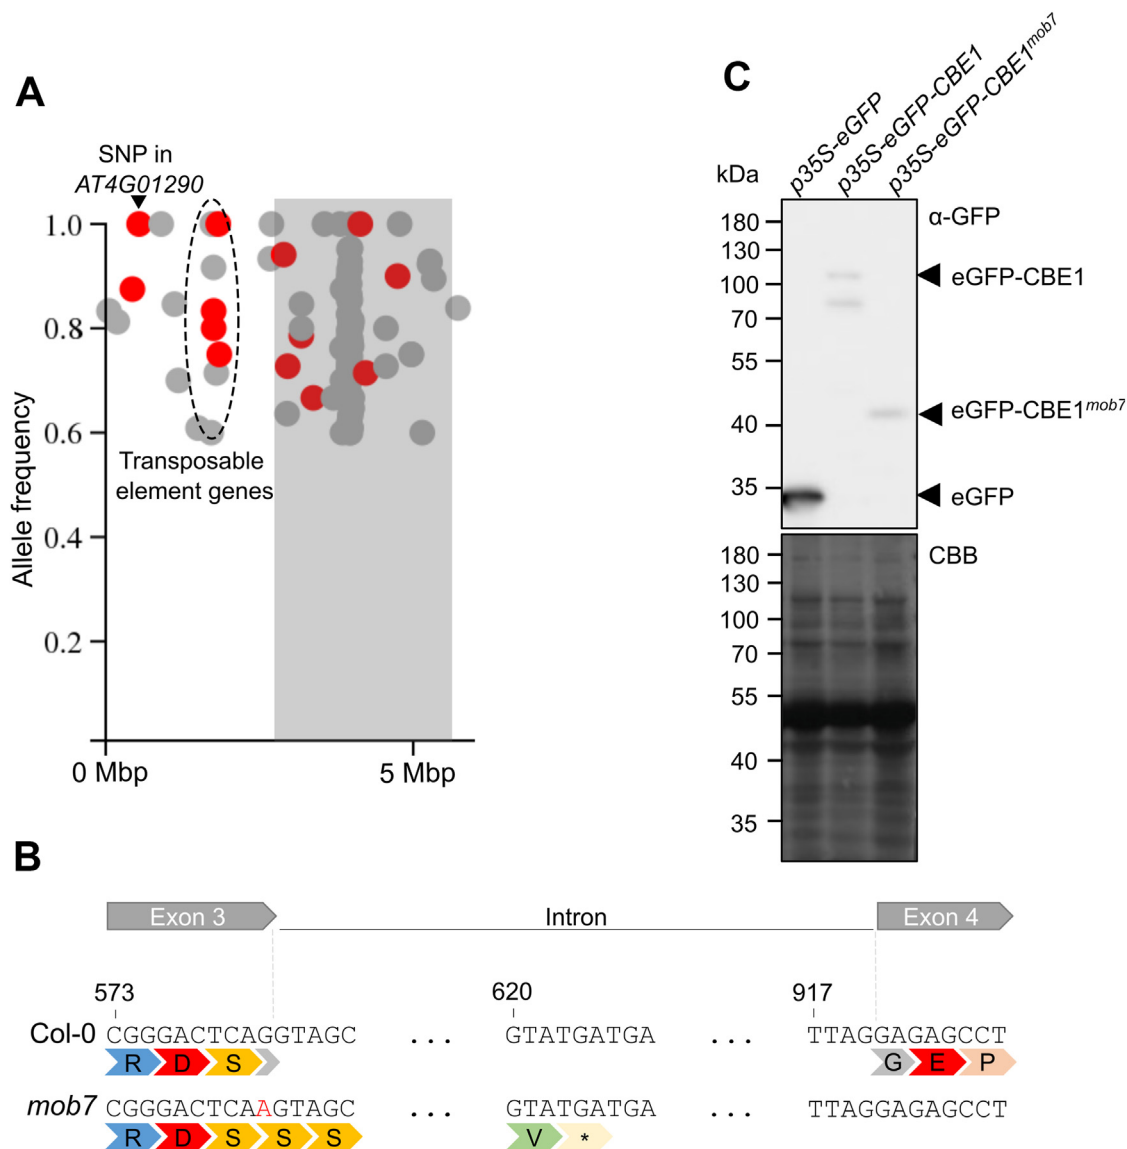 A
SNP in
AT4G01290
1.0
0.8
0.6
0.4
0.2
Allele frequency
Transposable
element genes
0 Mbp
5 Mbp
C
p35S-eGFP
p35S-eGFP-CBE1
p35S-eGFP-CBE1mob7
kDa
180
130
100
70
55
40
35
α-GFP
eGFP-CBE1
eGFP-CBE1mob7
eGFP
180
130
100
70
55
40
35
CBB
B
Exon 3
Intron
Exon 4
573
620
917
Col-0
CGGGACTCAGGTAGC
...
GTATGATGA
...
TTAGGAGAGCCT
R D S
G E P
mob7
CGGGACTCAAGTAGC
...
GTATGATGA
...
TTAGGAGAGCCT
R D S S S
V *